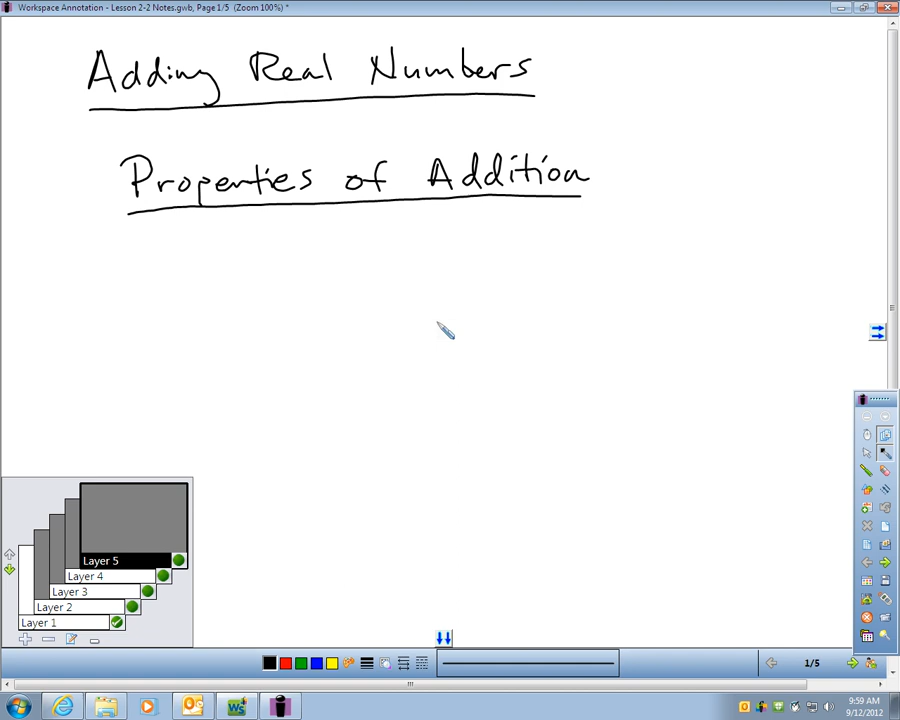 Workspace Annotation - Lesson 2-2 Notes.gwb, Page 1/5 (Zoom 100%) *
Adding Real Numbers
Properties of Addition
Layer 5
Layer 4
Layer 3
Layer 2
Layer 1
1/5
9:59 AM
9/12/2012